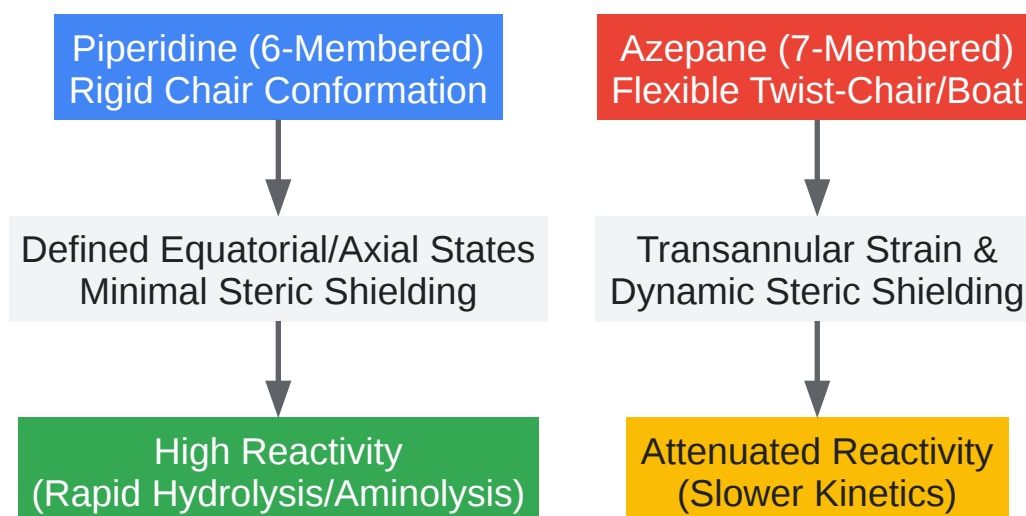 Piperidine (6-Membered)
Rigid Chair Conformation
Azepane (7-Membered)
Flexible Twist-Chair/Boat
Defined Equatorial/Axial States
Minimal Steric Shielding
Transannular Strain &
Dynamic Steric Shielding
High Reactivity
(Rapid Hydrolysis/Aminolysis)
Attenuated Reactivity
(Slower Kinetics)